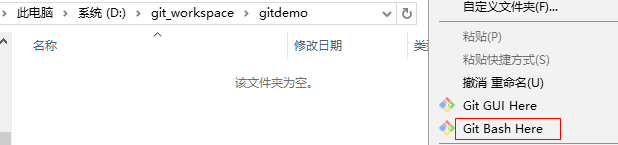 此电脑 › 系统 (D:) › git_workspace › gitdemo
名称 修改日期
该文件夹为空。
自定义文件夹(F)...
粘贴(P)
粘贴快捷方式(S)
撤消 重命名(U)
Git GUI Here
Git Bash Here